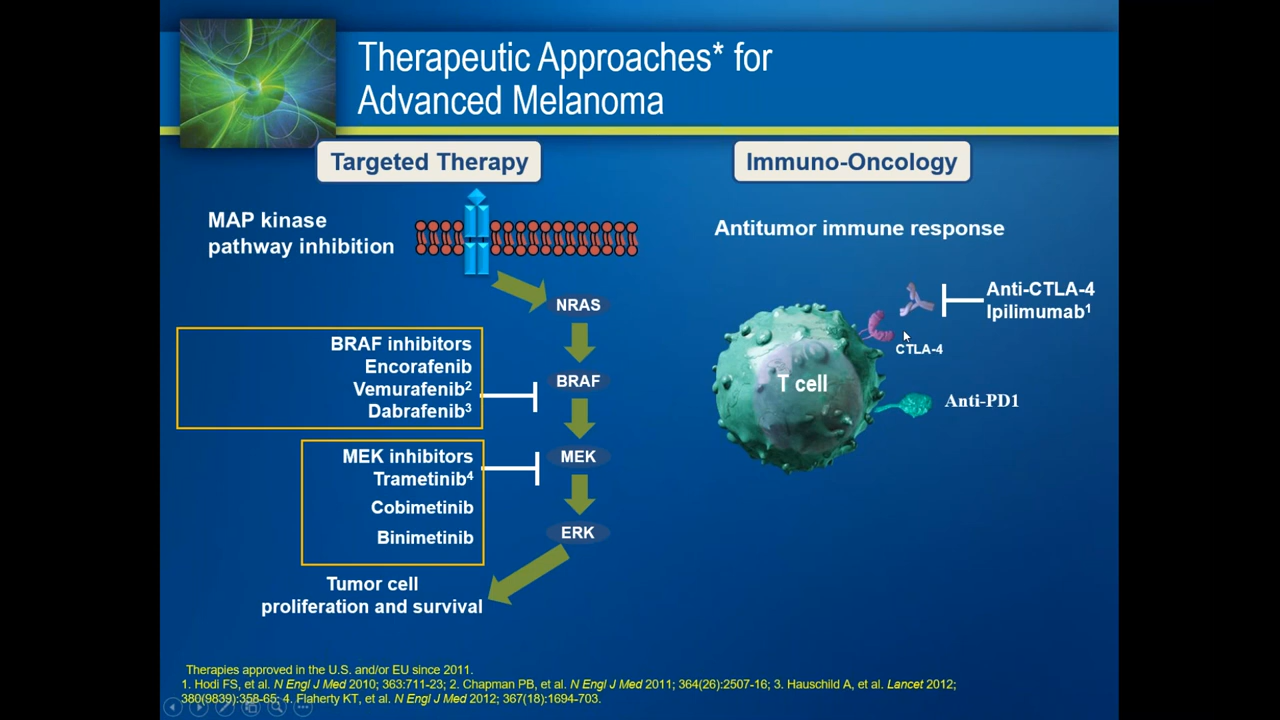 Therapeutic Approaches* for
Advanced Melanoma
Targeted Therapy
MAP kinase
pathway inhibition
NRAS
BRAF inhibitors
Encorafenib
Vemurafenib²
Dabrafenib³
BRAF
MEK inhibitors
Trametinib⁴
Cobimetinib
Binimetinib
MEK
ERK
Tumor cell
proliferation and survival
Immuno-Oncology
Antitumor immune response
Anti-CTLA-4
Ipilimumab¹
CTLA-4
T cell
Anti-PD1
Therapies approved in the U.S. and/or EU since 2011.
1. Hodi FS, et al. N Engl J Med 2010; 363:711-23; 2. Chapman PB, et al. N Engl J Med 2011; 364(26):2507-16; 3. Hauschild A, et al. Lancet 2012;
380(9839):358-65; 4. Flaherty KT, et al. N Engl J Med 2012; 367(18):1694-703.